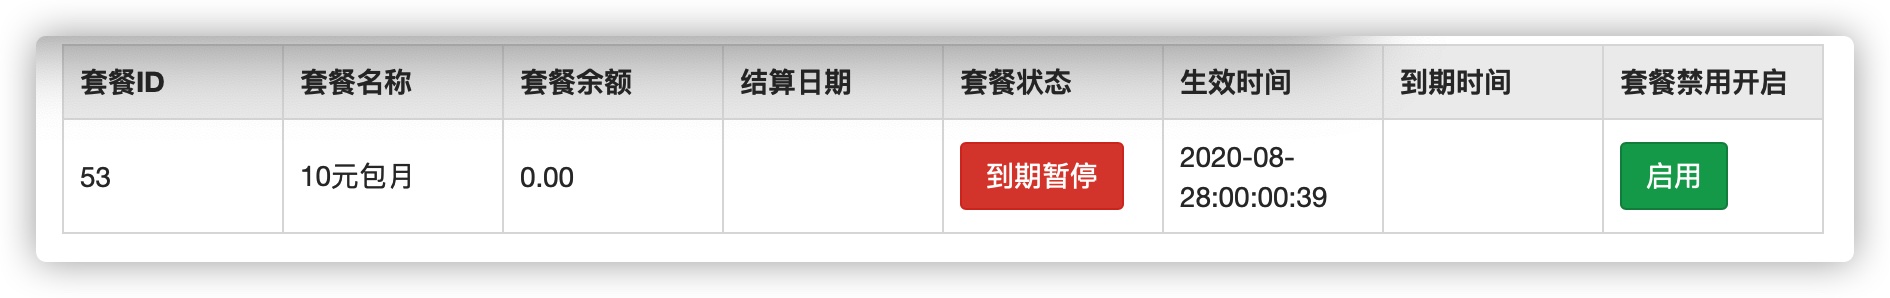 套餐ID 套餐名称 套餐余额 结算日期 套餐状态 生效时间 到期时间 套餐禁用开启
53 10元包月 0.00 到期暂停 2020-08-
28:00:00:39 启用